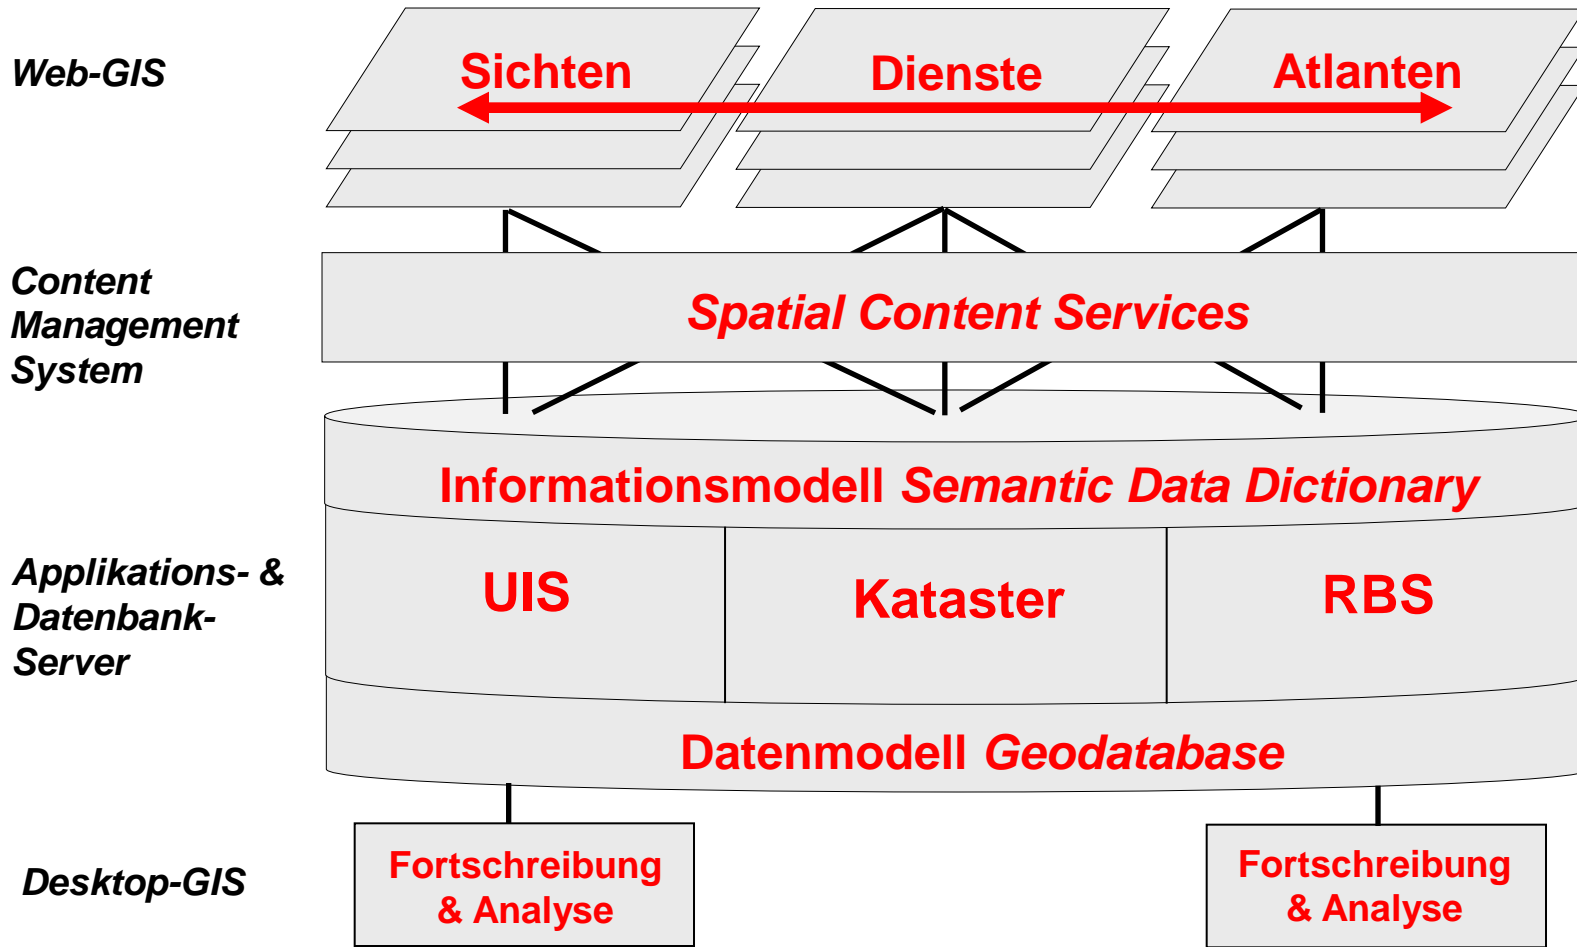 Web-GIS
Sichten
Dienste
Atlanten
Content
Management
System
Spatial Content Services
Informationsmodell Semantic Data Dictionary
Applikations- &
Datenbank-
Server
UIS
Kataster
RBS
Datenmodell Geodatabase
Desktop-GIS
Fortschreibung
& Analyse
Fortschreibung
& Analyse